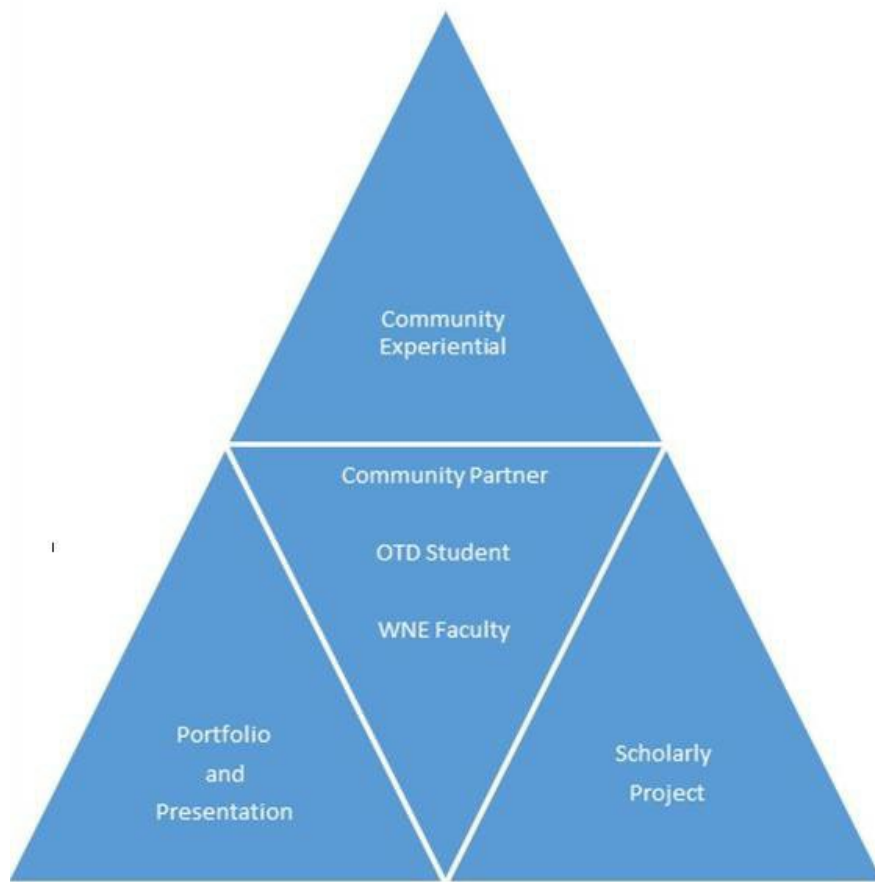 Community
Experiential
Community Partner
OTD Student
WNE Faculty
Portfolio
and
Presentation
Scholarly
Project